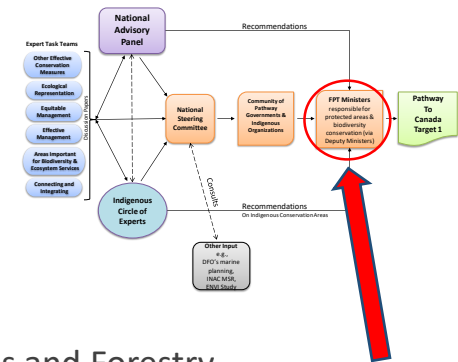 National
Advisory
Panel
Recommendations
Expert Task Teams
Other Effective
Conservation
Measures
Ecological
Representation
Equitable
Management
Effective
Management
Areas Important
for Biodiversity &
Ecosystem Services
Connecting and
Integrating
Discussion Papers
National
Steering
Committee
Community of
Pathway
Governments &
Indigenous
Organizations
FPT Ministers
responsible for
protected areas &
biodiversity
conservation (via
Deputy Ministers)
Pathway
To
Canada
Target 1
Indigenous
Circle of
Experts
Consults
Recommendations
On Indigenous Conservation Areas
Other Input
e.g.,
DFO's marine
planning,
INAC MSR,
ENVI Study
s and Forestry